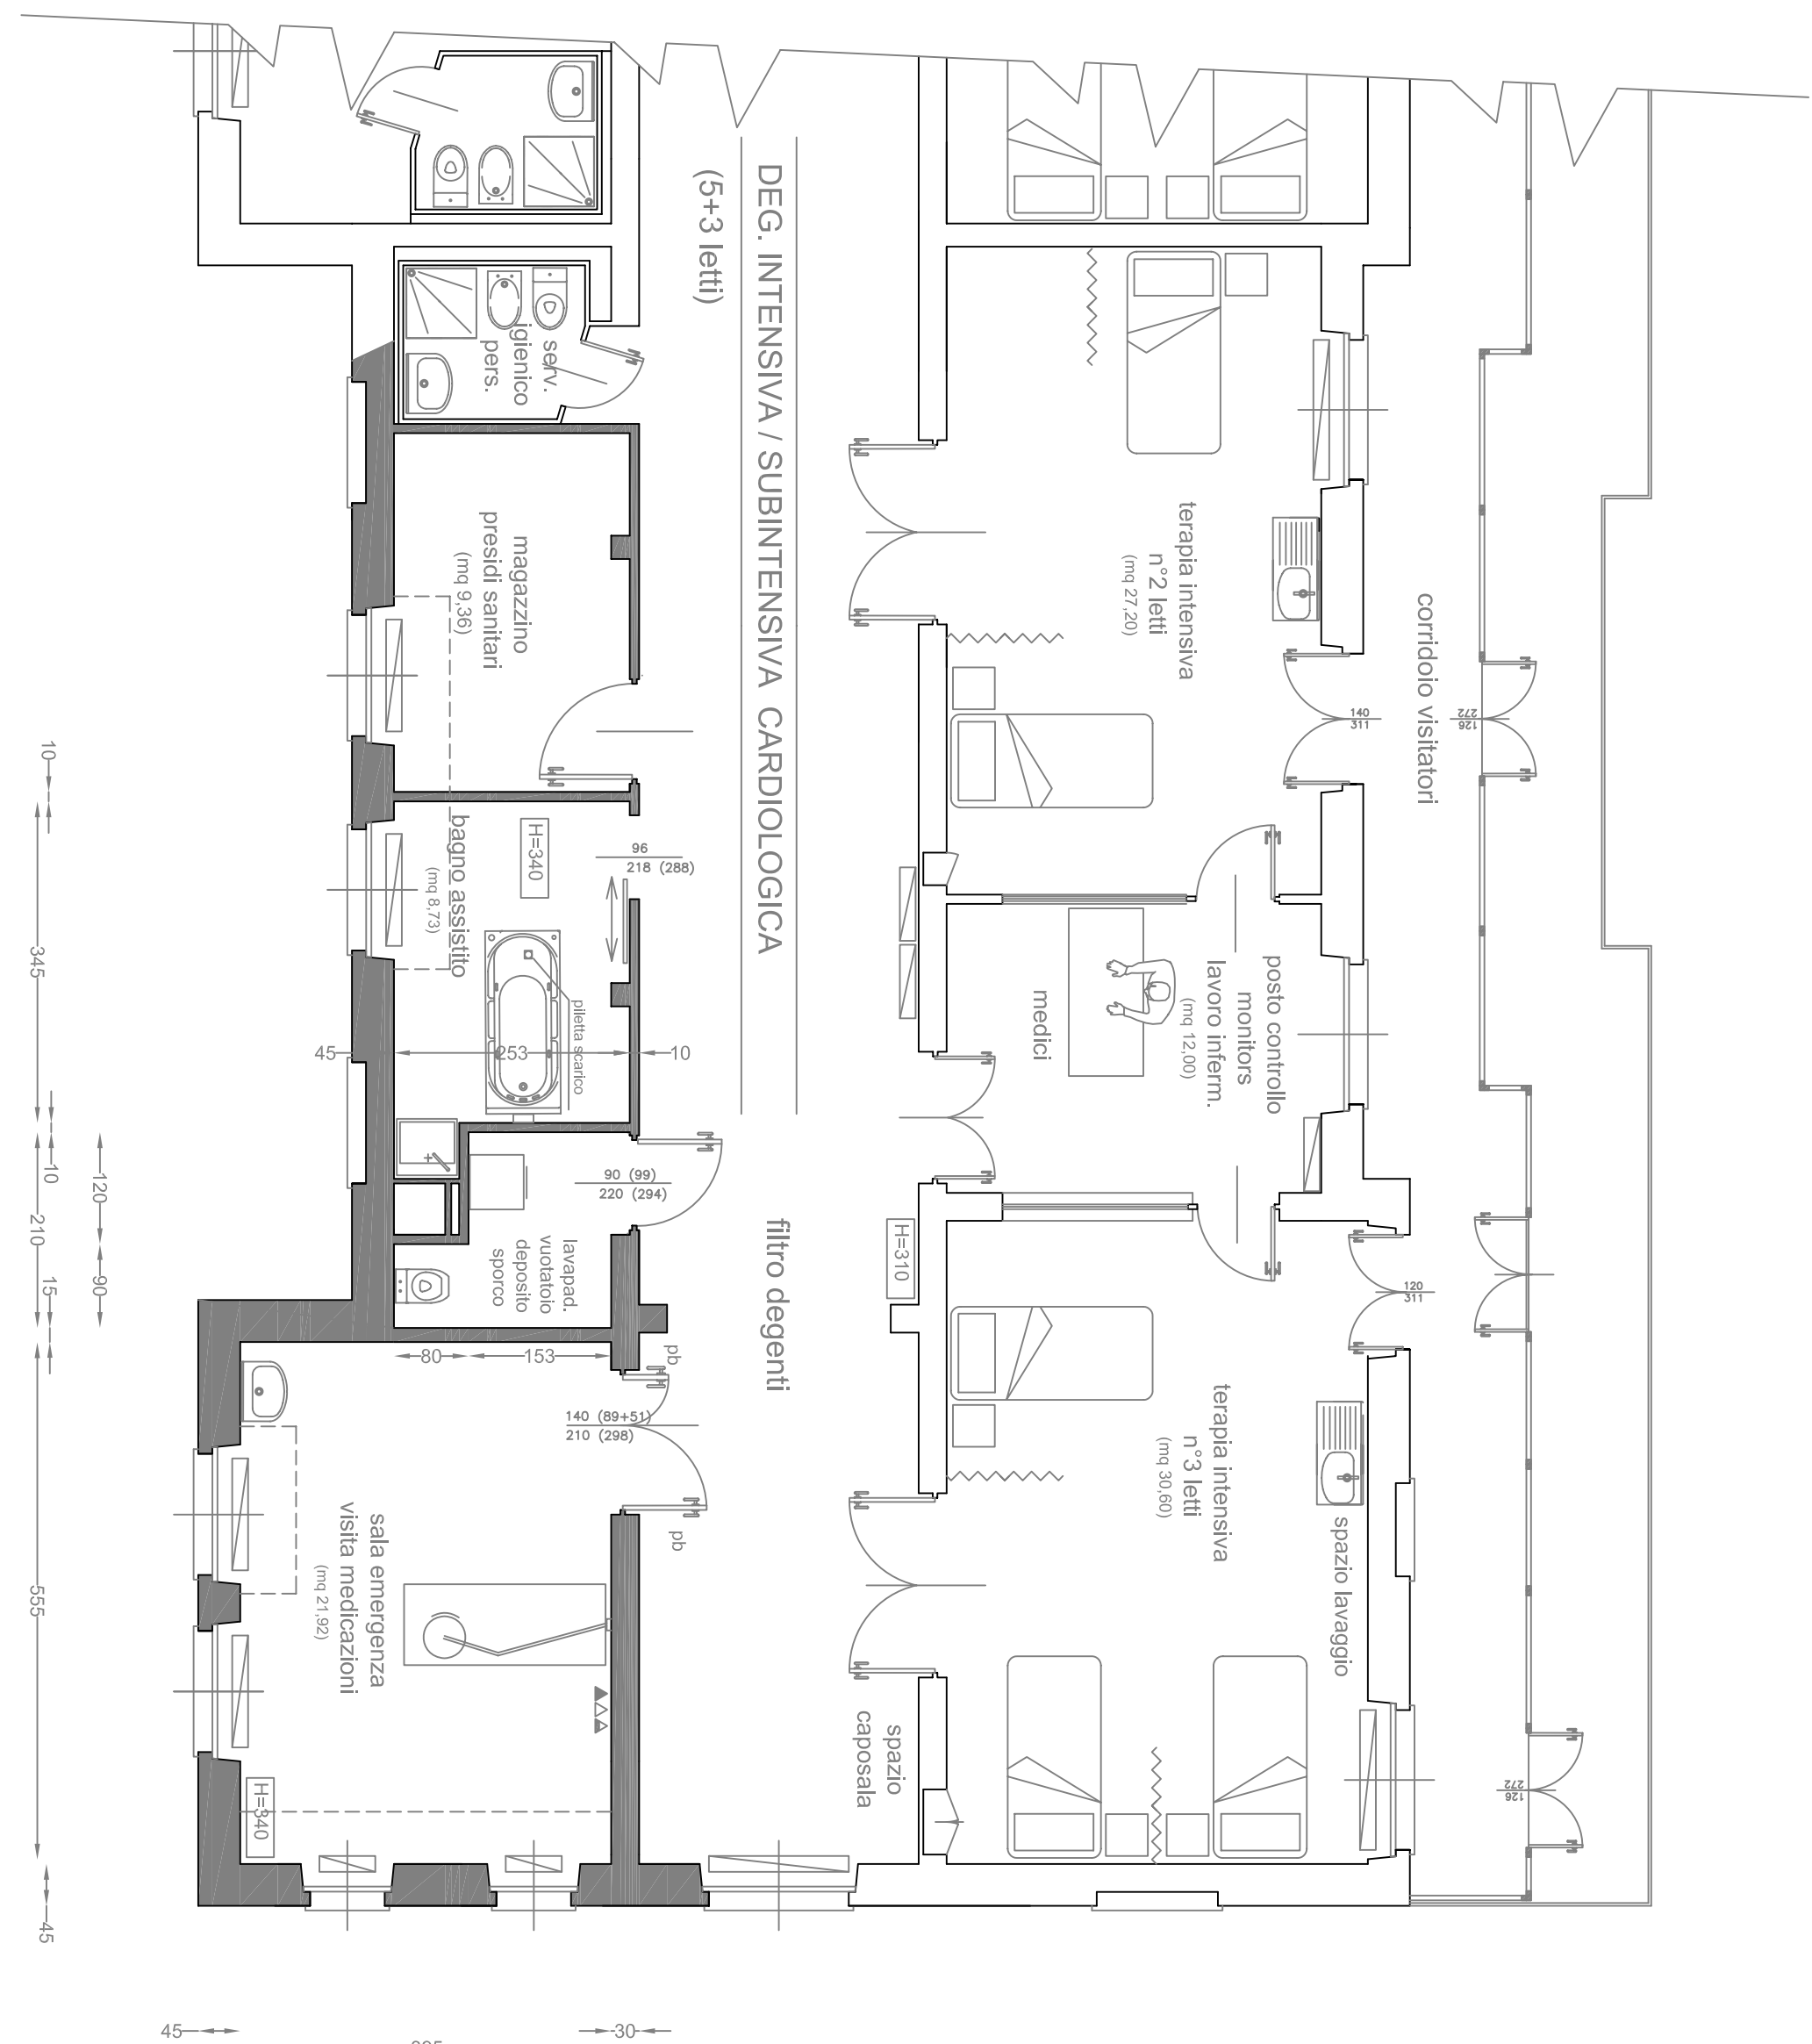 DEG. INTENSIVA / SUBINTENSIVA CARDIOLOGICA
(5+3 letti)
corridoio visitatori
140
311
126
272
terapia intensiva
n°2 letti
(mq 27,20)
posto controllo
monitors
lavoro inferm.
(mq 12,00)
medici
120
311
terapia intensiva
n°3 letti
(mq 30,60)
spazio lavaggio
126
272
spazio
caposala
H=310
filtro degenti
serv.
igienico
pers.
magazzino
presidi sanitari
(mq 9,36)
96
218 (288)
H=340
bagno assistito
(mq 8,73)
piletta scarico
45
253
10
90 (99)
220 (294)
lavapad.
vuotatoio
deposito
sporco
80
153
pb
140 (89+51)
210 (298)
pb
sala emergenza
visita medicazioni
(mq 21,92)
H=340
10
345
10
120
210
15
90
555
45
45
30